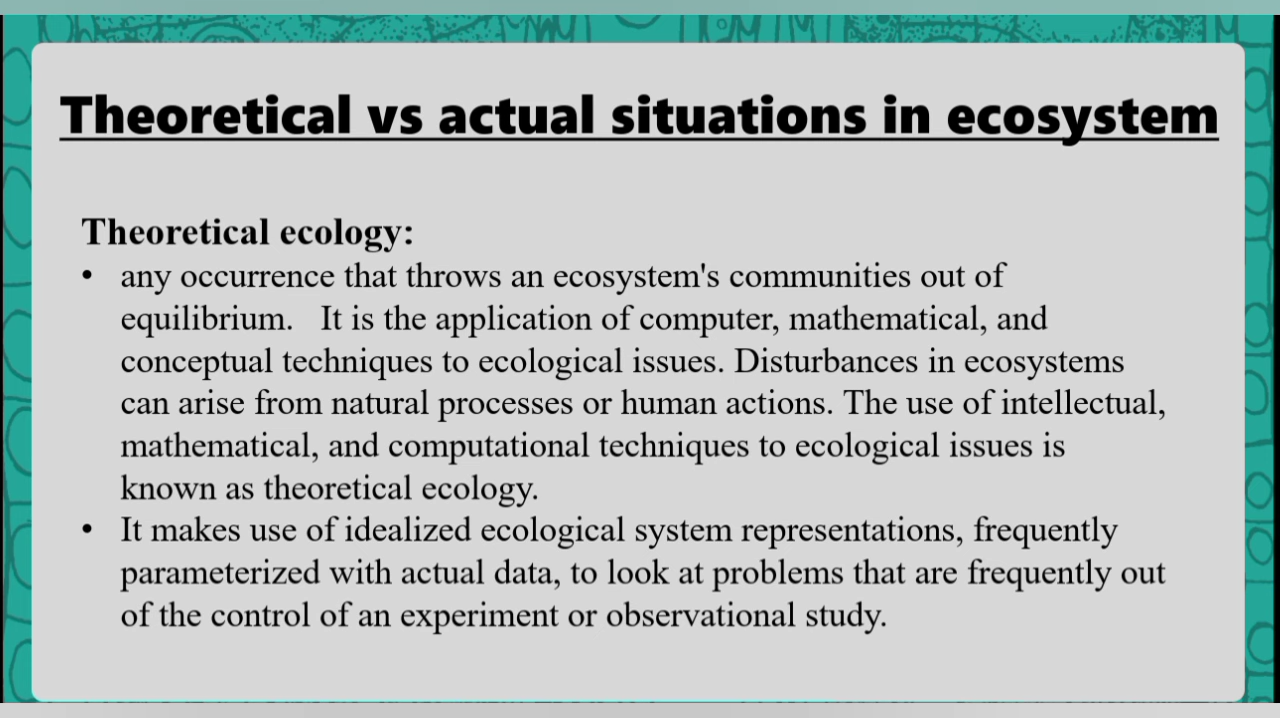 Theoretical vs actual situations in ecosystem
Theoretical ecology:
• any occurrence that throws an ecosystem's communities out of
equilibrium.   It is the application of computer, mathematical, and
conceptual techniques to ecological issues. Disturbances in ecosystems
can arise from natural processes or human actions. The use of intellectual,
mathematical, and computational techniques to ecological issues is
known as theoretical ecology.
• It makes use of idealized ecological system representations, frequently
parameterized with actual data, to look at problems that are frequently out
of the control of an experiment or observational study.